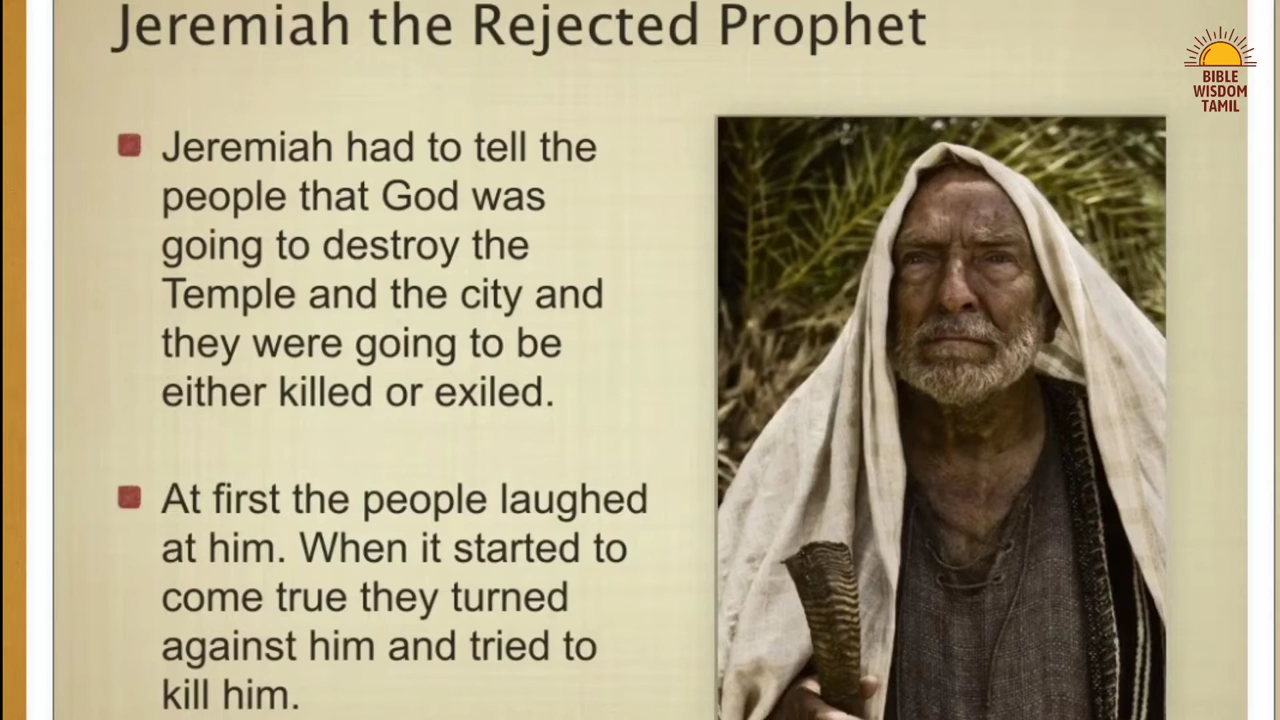 Jeremiah the Rejected Prophet
BIBLE
WISDOM
TAMIL
Jeremiah had to tell the
people that God was
going to destroy the
Temple and the city and
they were going to be
either killed or exiled.
At first the people laughed
at him. When it started to
come true they turned
against him and tried to
kill him.